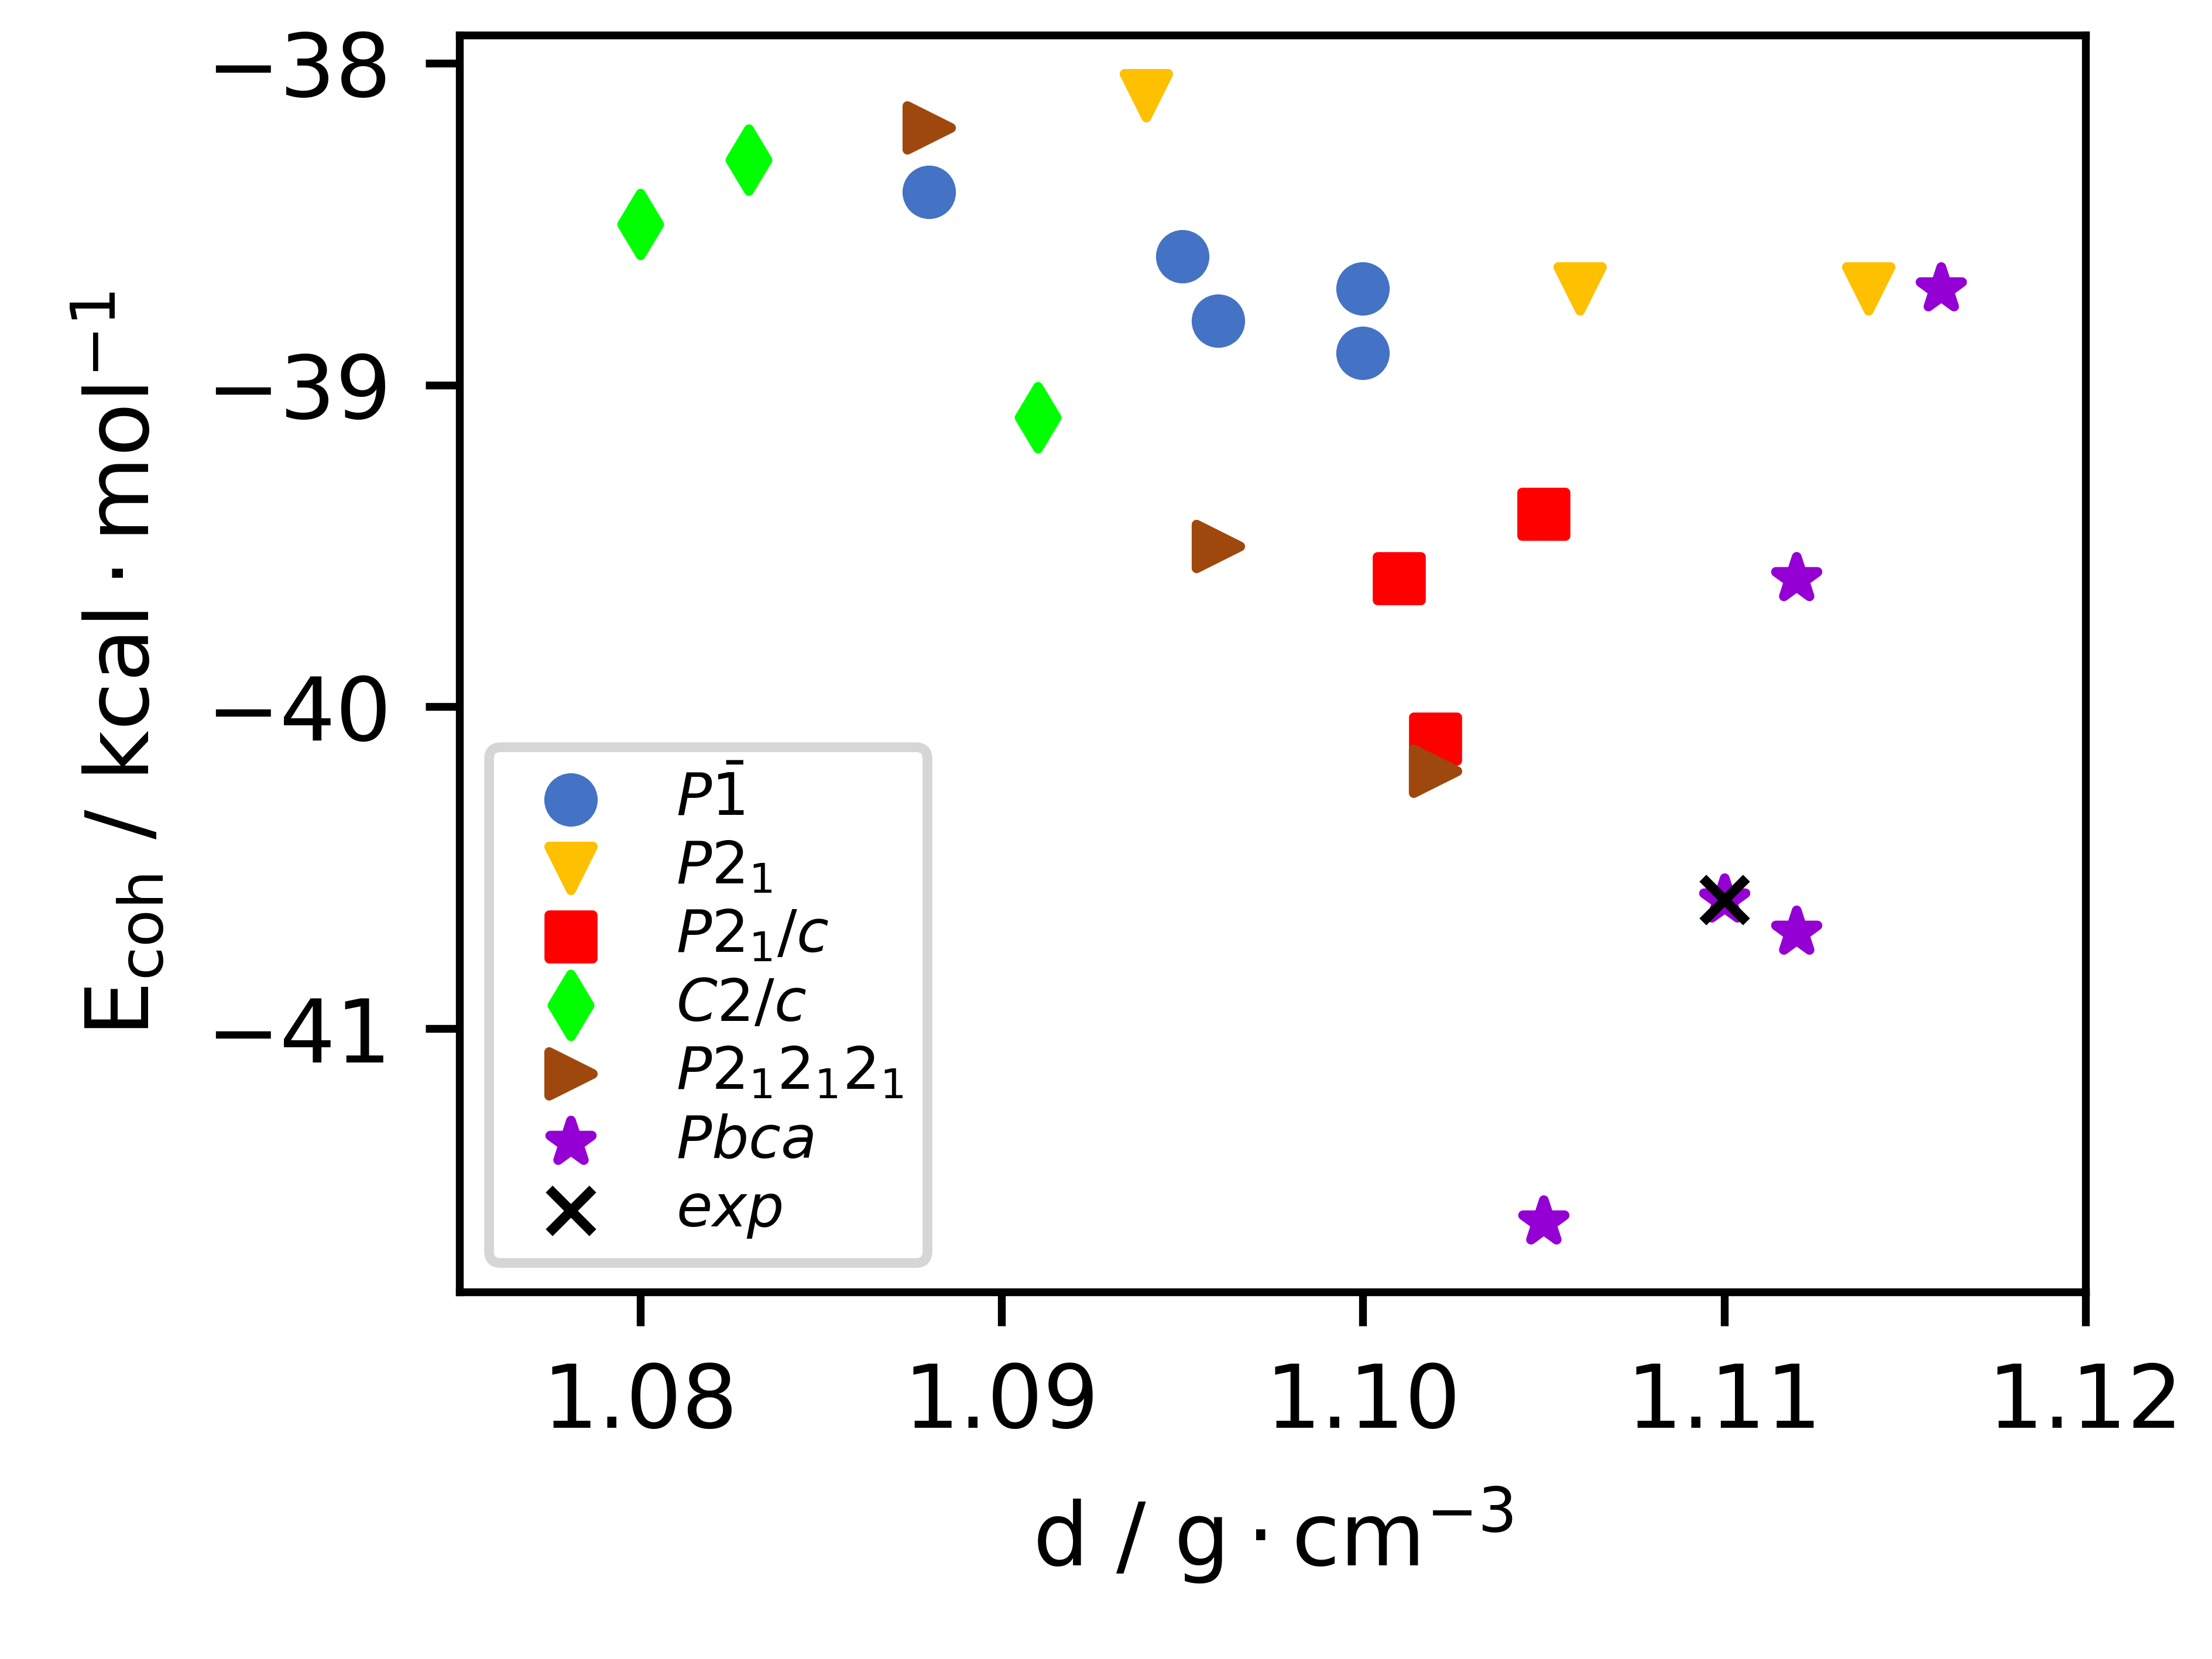 −38
−39
−40
−41
E_coh / kcal · mol⁻¹
P1̄
P2₁
P2₁/c
C2/c
P2₁2₁2₁
Pbca
exp
1.08 1.09 1.10 1.11 1.12
d / g · cm⁻³